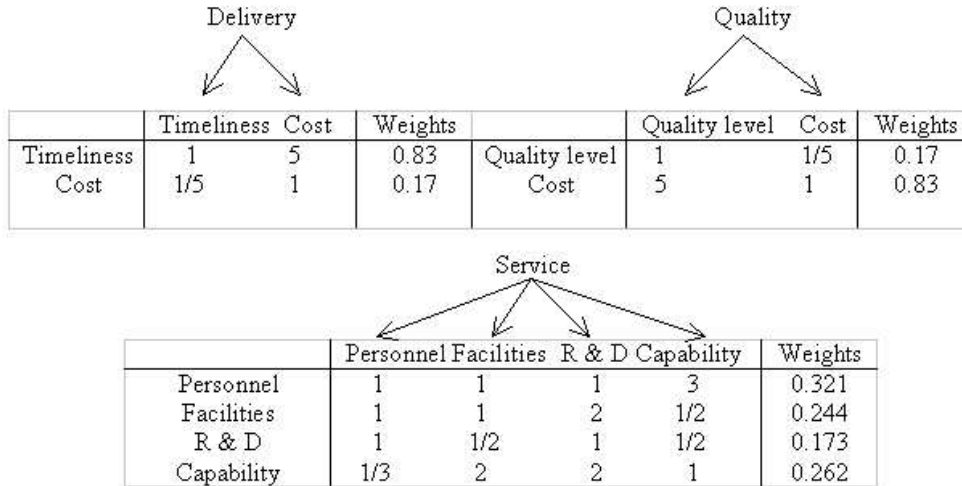 Delivery Quality
Timeliness Cost Weights Quality level Cost Weights
Timeliness 1 5 0.83 Quality level 1 1/5 0.17
Cost 1/5 1 0.17 Cost 5 1 0.83
Service
Personnel Facilities R & D Capability Weights
Personnel 1 1 1 3 0.321
Facilities 1 1 2 1/2 0.244
R & D 1 1/2 1 1/2 0.173
Capability 1/3 2 2 1 0.262